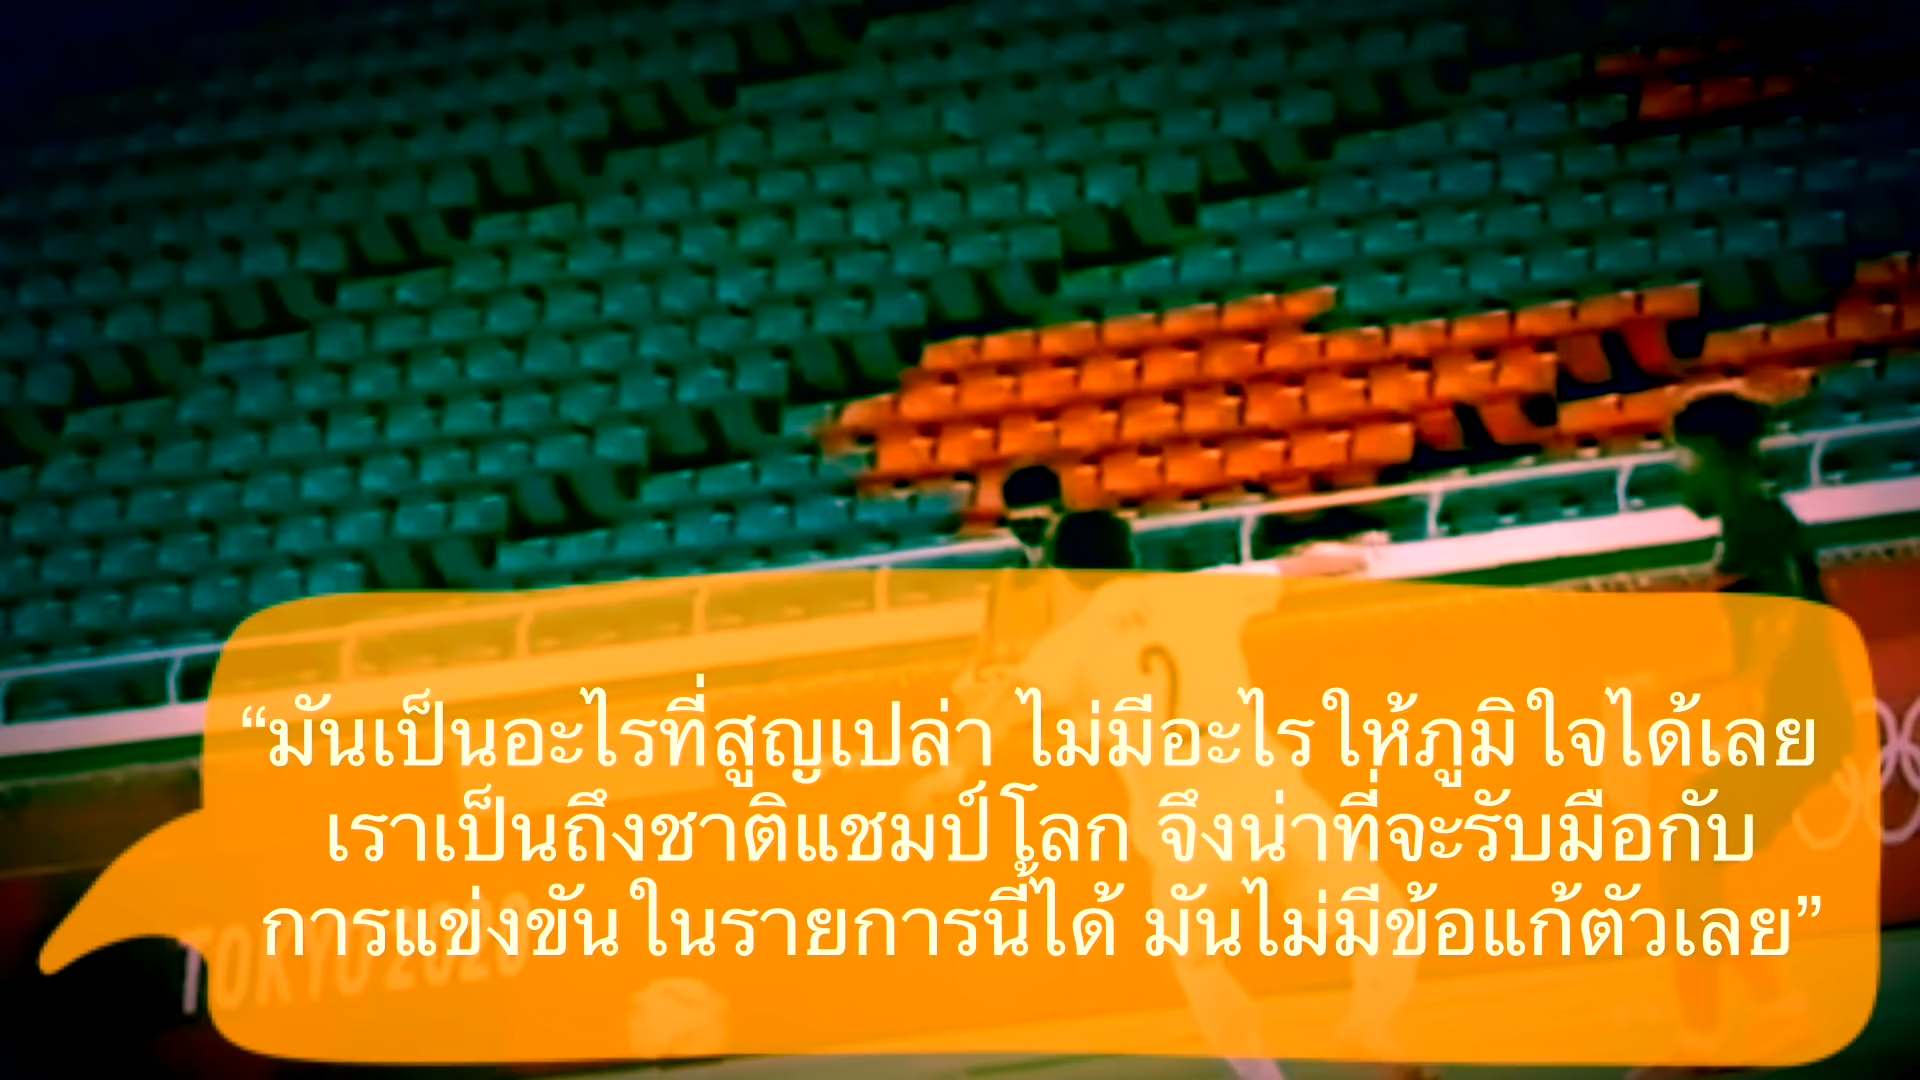 “มันเป็นอะไรที่สูญเปล่า ไม่มีอะไรให้ภูมิใจได้เลย
เราเป็นถึงชาติแชมป์โลก จึงน่าที่จะรับมือกับ
การแข่งขันในรายการนี้ได้ มันไม่มีข้อแก้ตัวเลย”
TOKYO 2020
2